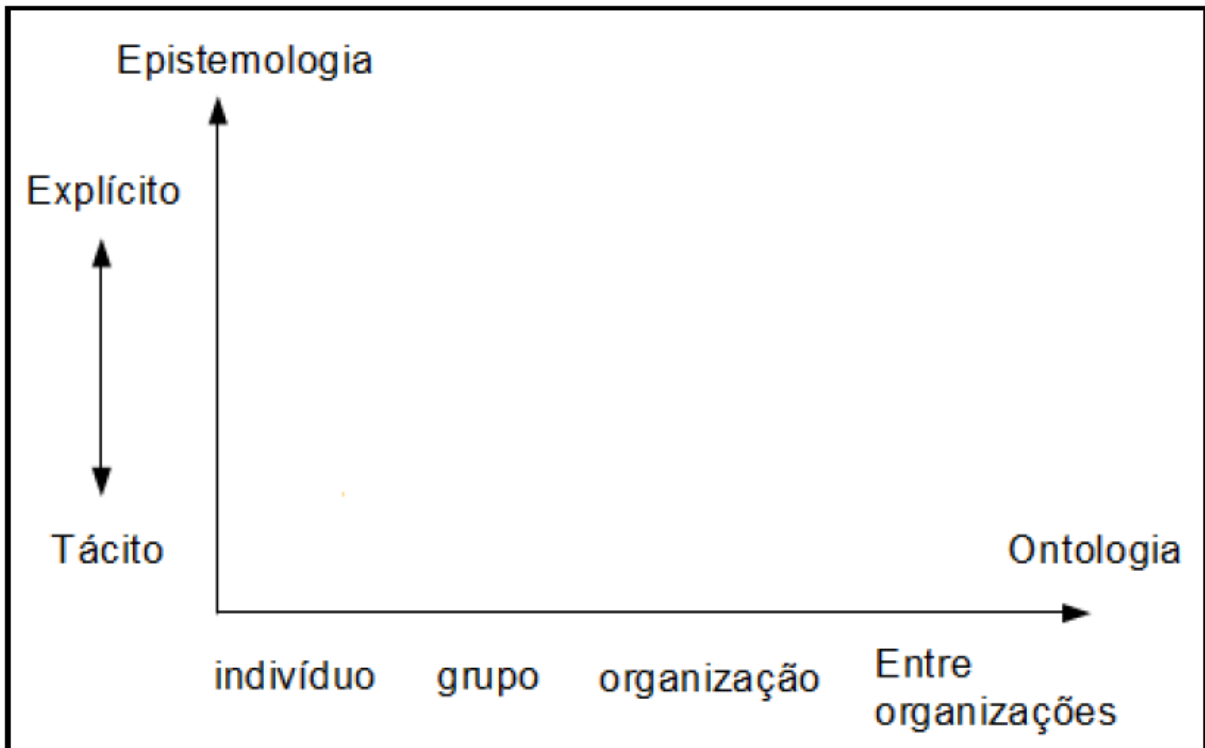 Epistemologia
Explícito
Tácito
Ontologia
indivíduo grupo organização Entre
organizações